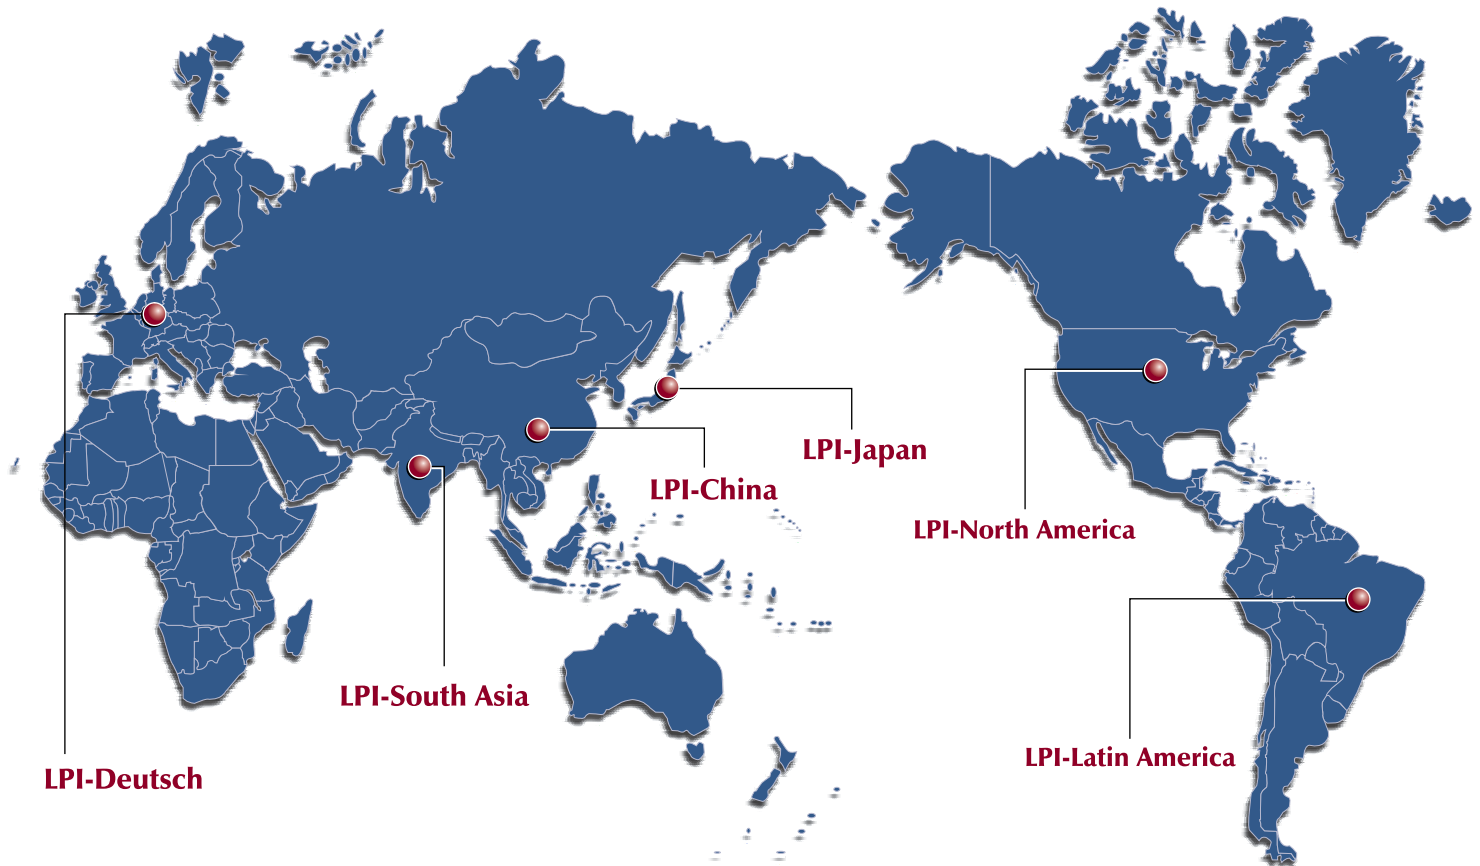 LPI-Japan
LPI-China
LPI-North America
LPI-South Asia
LPI-Latin America
LPI-Deutsch